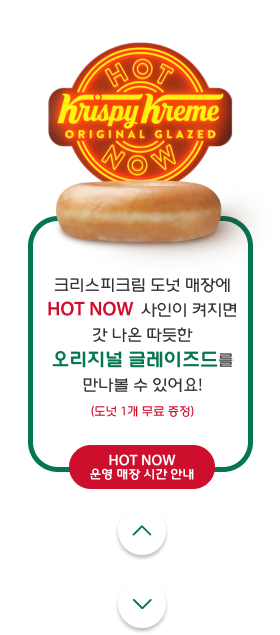 HOT
Krispy Kreme
ORIGINAL GLAZED
NOW
크리스피크림 도넛 매장에
HOT NOW 사인이 켜지면
갓 나온 따듯한
오리지널 글레이즈드를
만나볼 수 있어요!
(도넛 1개 무료 증정)
HOT NOW
운영 매장 시간 안내